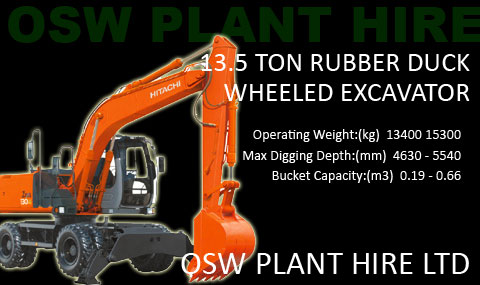 OSW PLANT HIRE
13.5 TON RUBBER DUCK
WHEELED EXCAVATOR
HITACHI
Operating Weight:(kg) 13400 15300
Max Digging Depth:(mm) 4630 - 5540
Bucket Capacity:(m3) 0.19 - 0.66
OSW PLANT HIRE LTD